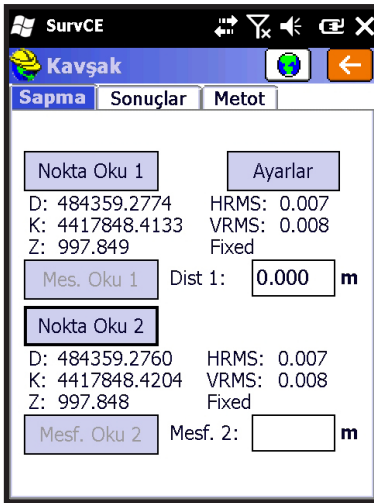 SurvCE
Kavşak
Sapma Sonuçlar Metot
Nokta Oku 1 Ayarlar
D: 484359.2774 HRMS: 0.007
K: 4417848.4133 VRMS: 0.008
Z: 997.849 Fixed
Mes. Oku 1 Dist 1: 0.000 m
Nokta Oku 2
D: 484359.2760 HRMS: 0.007
K: 4417848.4204 VRMS: 0.008
Z: 997.848 Fixed
Mesf. Oku 2 Mesf. 2: m